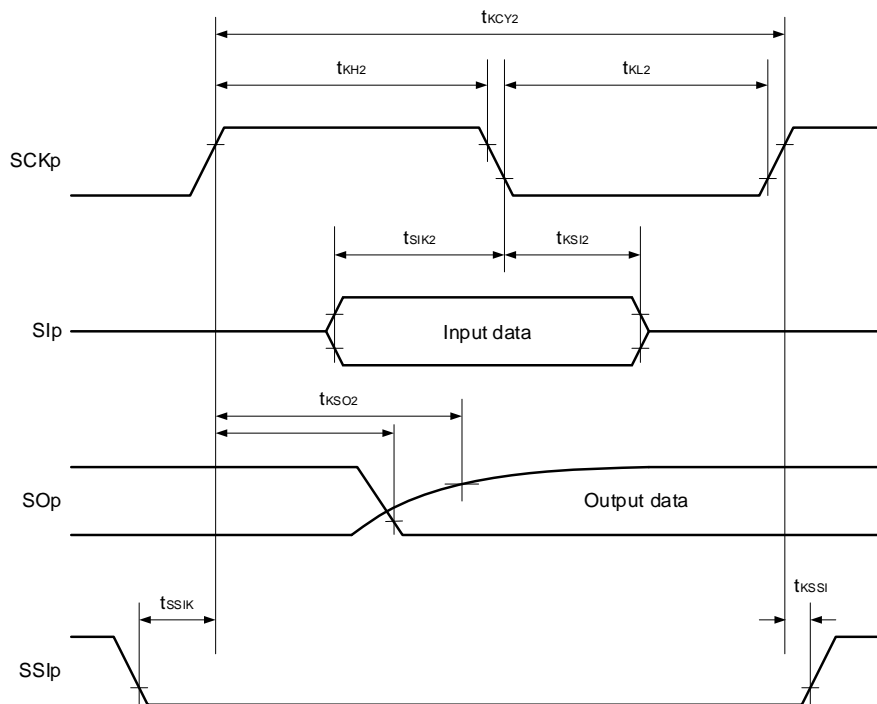 tKCY2
tKH2
tKL2
SCKp
tSIK2
tKSI2
SIp
Input data
tKSO2
SOp
Output data
tSSIK
tKSSI
SSIp